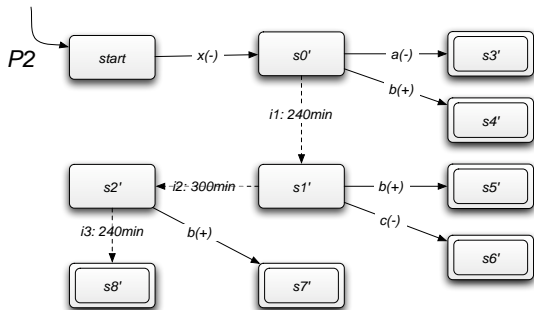 P2
start
x(-)
s0'
a(-)
s3'
b(+)
s4'
i1: 240min
s2'
i2: 300min
s1'
b(+)
s5'
c(-)
s6'
i3: 240min
b(+)
s8'
s7'